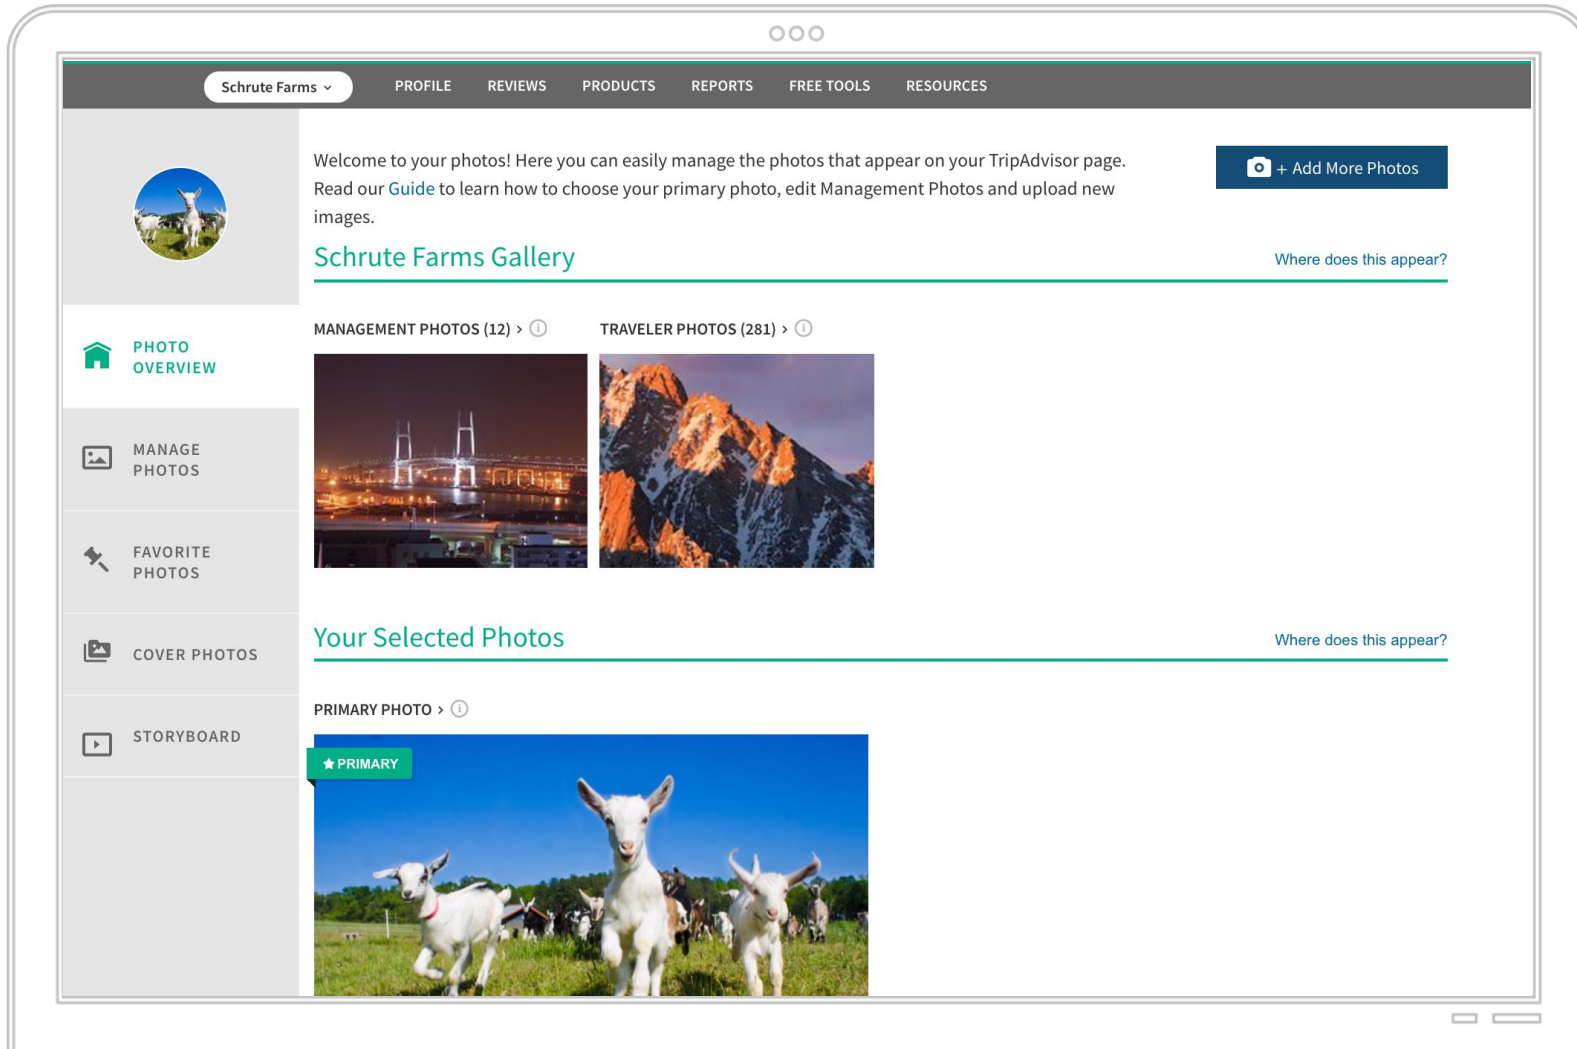 Schrute Farms
PROFILE
REVIEWS
PRODUCTS
REPORTS
FREE TOOLS
RESOURCES
Welcome to your photos! Here you can easily manage the photos that appear on your TripAdvisor page.
Read our Guide to learn how to choose your primary photo, edit Management Photos and upload new
images.
+ Add More Photos
Schrute Farms Gallery
Where does this appear?
MANAGEMENT PHOTOS (12) >
TRAVELER PHOTOS (281) >
PHOTO
OVERVIEW
MANAGE
PHOTOS
FAVORITE
PHOTOS
COVER PHOTOS
STORYBOARD
Your Selected Photos
Where does this appear?
PRIMARY PHOTO >
PRIMARY